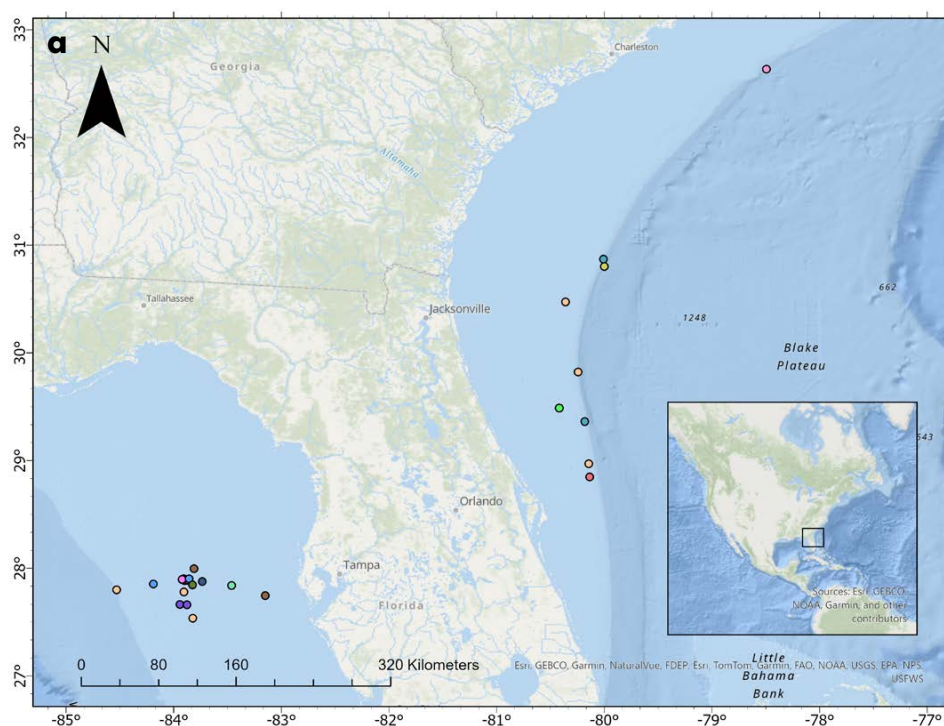 a N
33°
32°
31°
30°
29°
28°
27°
Charleston
Georgia
Altamaha
Tallahassee
Jacksonville
662
1248
Blake
Plateau
543
Orlando
Tampa
Florida
Sources: Esri, GEBCO,
NOAA, Garmin, and other
contributors
0 80 160 320 Kilometers
Esri, GEBCO, Garmin, NaturalVue, FDEP, Esri, TomTom, Garmin, FAO, NOAA, USGS, EPA, NPS,
USFWS
Little
Bahama
Bank
-85 -84 -83 -82 -81 -80 -79 -78 -77